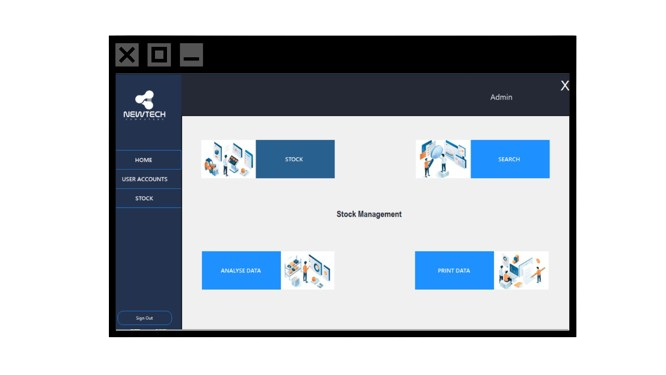 X
Admin
NEWTECH
HOME
USER ACCOUNTS
STOCK
STOCK
SEARCH
Stock Management
ANALYSE DATA
PRINT DATA
Sign Out